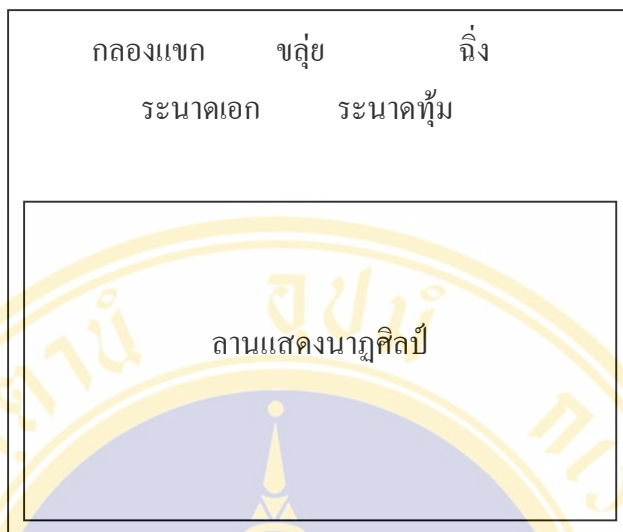 กลองแขก ขลุ่ย ฉิ่ง
ระนาดเอก ระนาดทุ้ม
ลานแสดงนาฏศิลป์